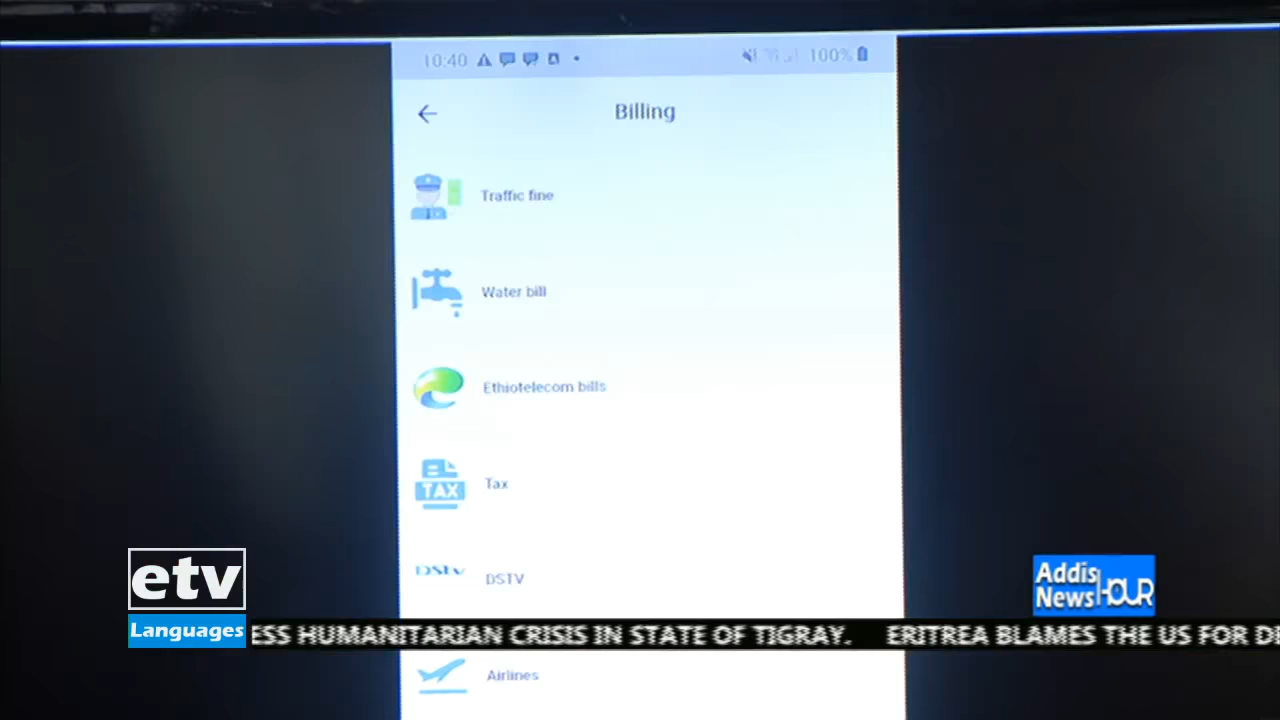 10:40
100%
Billing
Traffic fine
Water bill
Ethiotelecom bills
TAX
Tax
DStv
DSTV
Airlines
etv
Languages
Addis
News HOUR
ESS HUMANITARIAN CRISIS IN STATE OF TIGRAY. ERITREA BLAMES THE US FOR